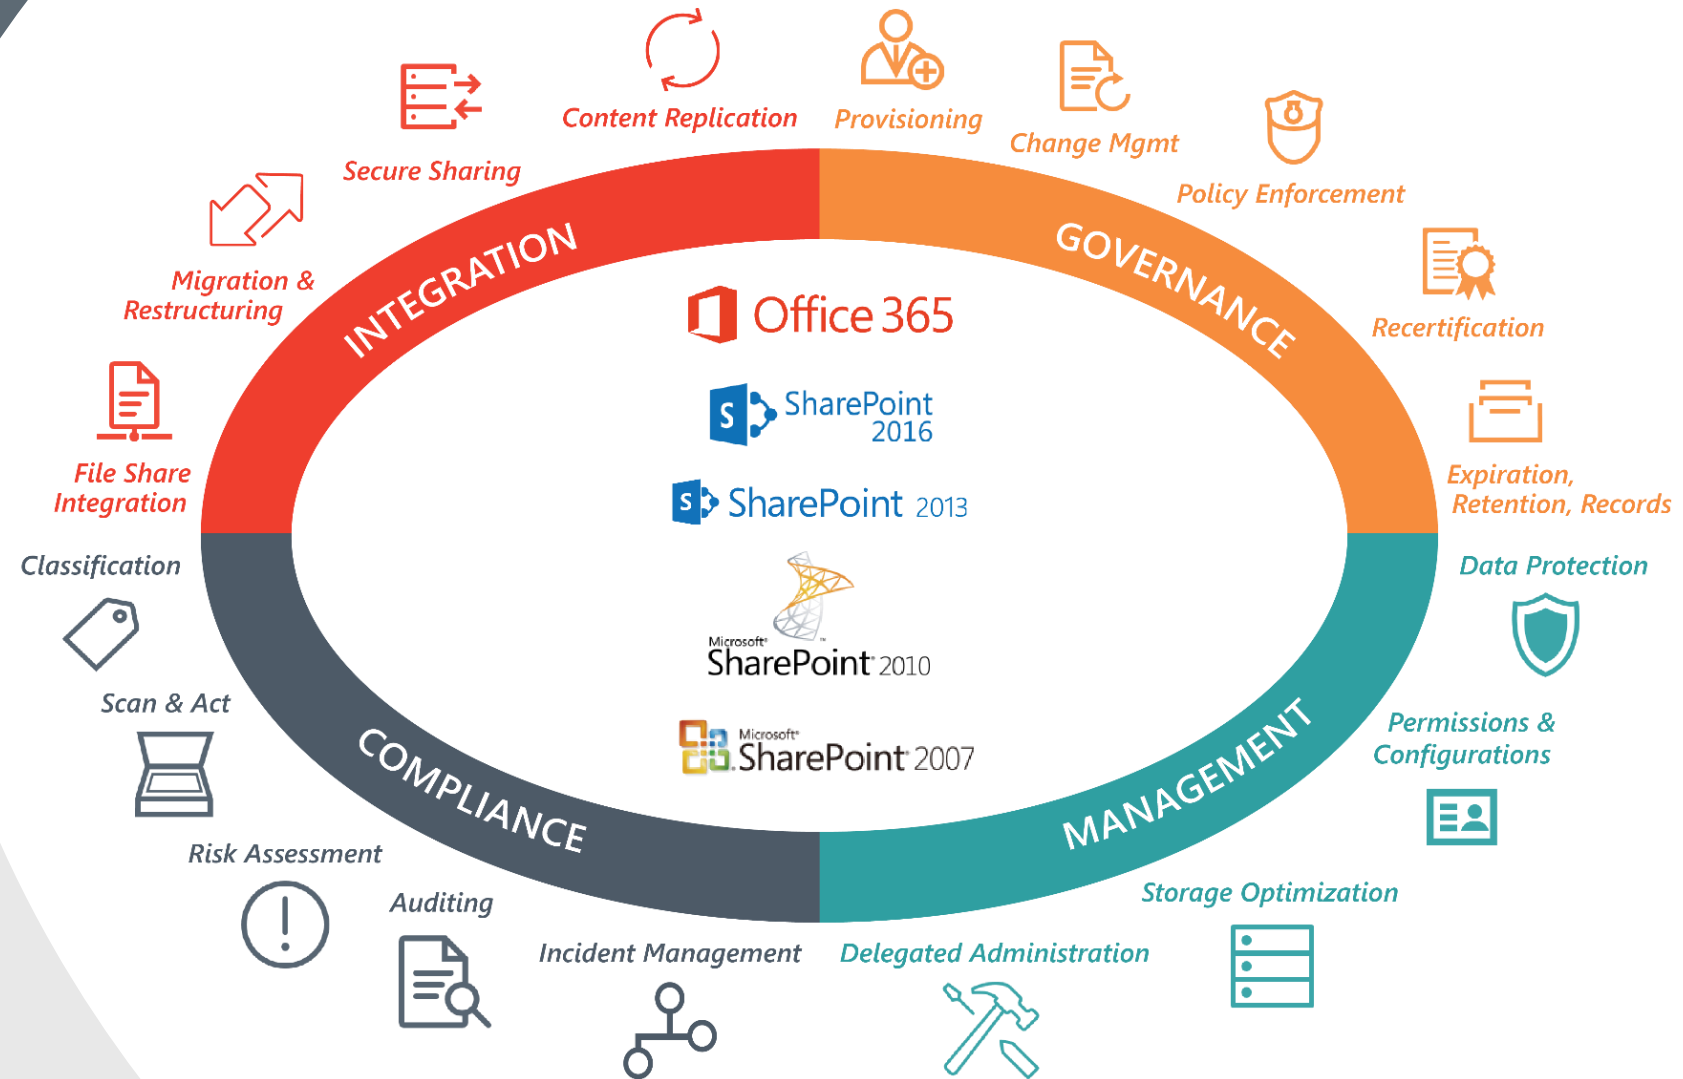 Content Replication
Provisioning
Change Mgmt
Secure Sharing
Policy Enforcement
Migration &
Restructuring
Recertification
File Share
Integration
Expiration,
Retention, Records
INTEGRATION
GOVERNANCE
Office 365
S SharePoint
2016
S SharePoint 2013
Microsoft®
SharePoint® 2010 ™
Microsoft®
SharePoint® 2007
COMPLIANCE
MANAGEMENT
Classification
Data Protection
Scan & Act
Permissions &
Configurations
Risk Assessment
Storage Optimization
Auditing
Incident Management
Delegated Administration